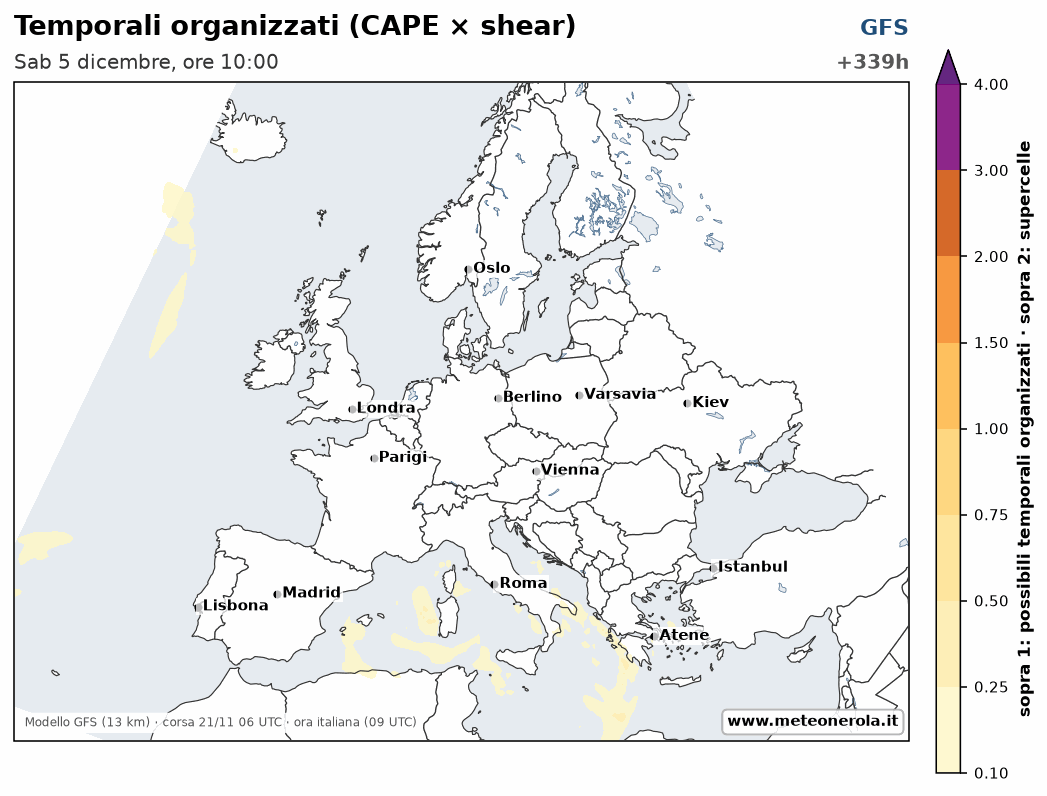 Temporali organizzati (CAPE × shear)
GFS
Sab 5 dicembre, ore 10:00
+339h
Oslo
Londra
Berlino
Varsavia
Kiev
Parigi
Vienna
Istanbul
Roma
Madrid
Lisbona
Atene
Modello GFS (13 km) · corsa 21/11 06 UTC · ora italiana (09 UTC)
www.meteonerola.it
4.00
3.00
2.00
1.50
1.00
0.75
0.50
0.25
0.10
sopra 1: possibili temporali organizzati · sopra 2: supercelle